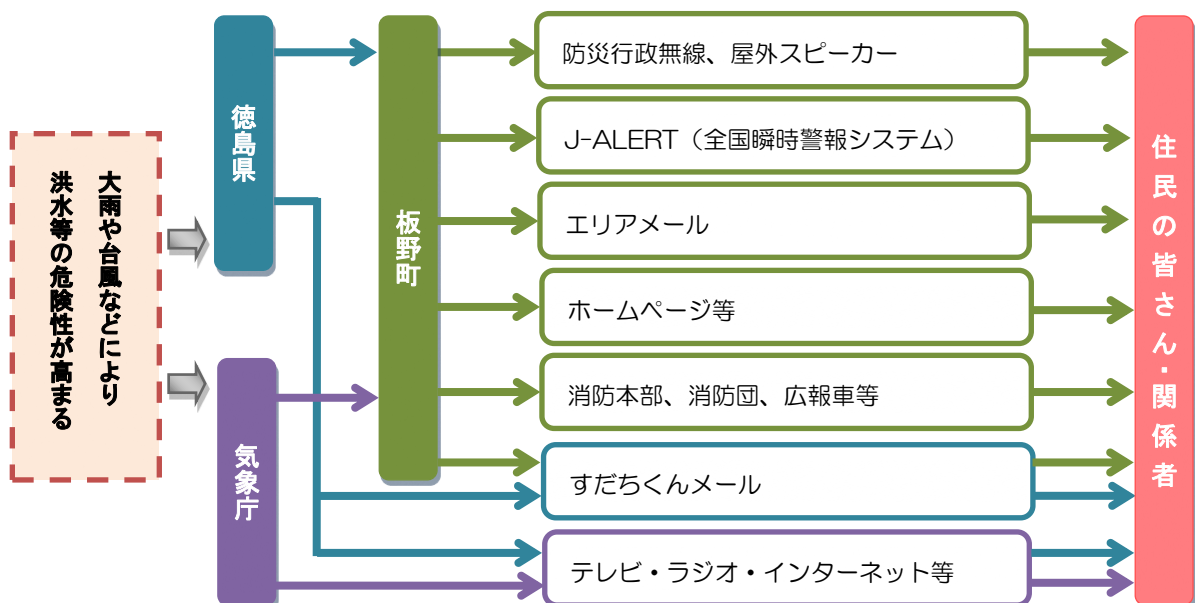 大雨や台風などにより
洪水等の危険性が高まる
徳島県
気象庁
板野町
防災行政無線、屋外スピーカー
J-ALERT（全国瞬時警報システム）
エリアメール
ホームページ等
消防本部、消防団、広報車等
すだちくんメール
テレビ・ラジオ・インターネット等
住民の皆さん・関係者